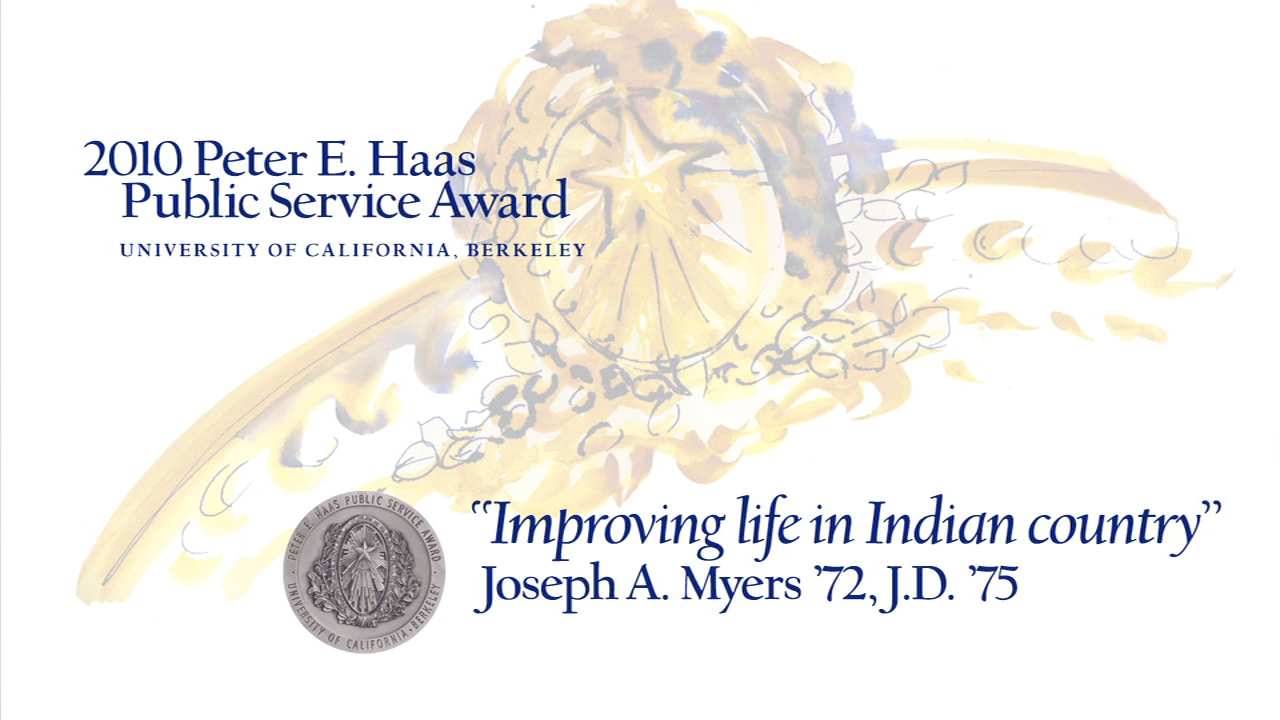 2010 Peter E. Haas
Public Service Award
UNIVERSITY OF CALIFORNIA, BERKELEY
“Improving life in Indian country”
Joseph A. Myers ’72, J.D. ’75
PETER E. HAAS PUBLIC SERVICE AWARD
UNIVERSITY OF CALIFORNIA • BERKELEY